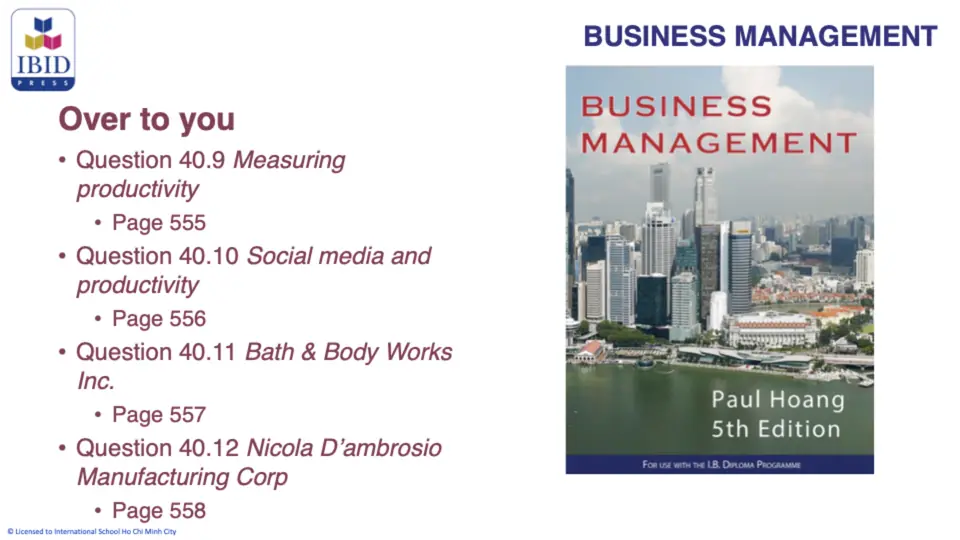 IBID
PRESS
BUSINESS MANAGEMENT
Over to you
• Question 40.9 Measuring
productivity
• Page 555
• Question 40.10 Social media and
productivity
• Page 556
• Question 40.11 Bath & Body Works
Inc.
• Page 557
• Question 40.12 Nicola D’ambrosio
Manufacturing Corp
• Page 558
BUSINESS
MANAGEMENT
Paul Hoang
5th Edition
FOR USE WITH THE I.B. DIPLOMA PROGRAMME
© Licensed to International School Ho Chi Minh City